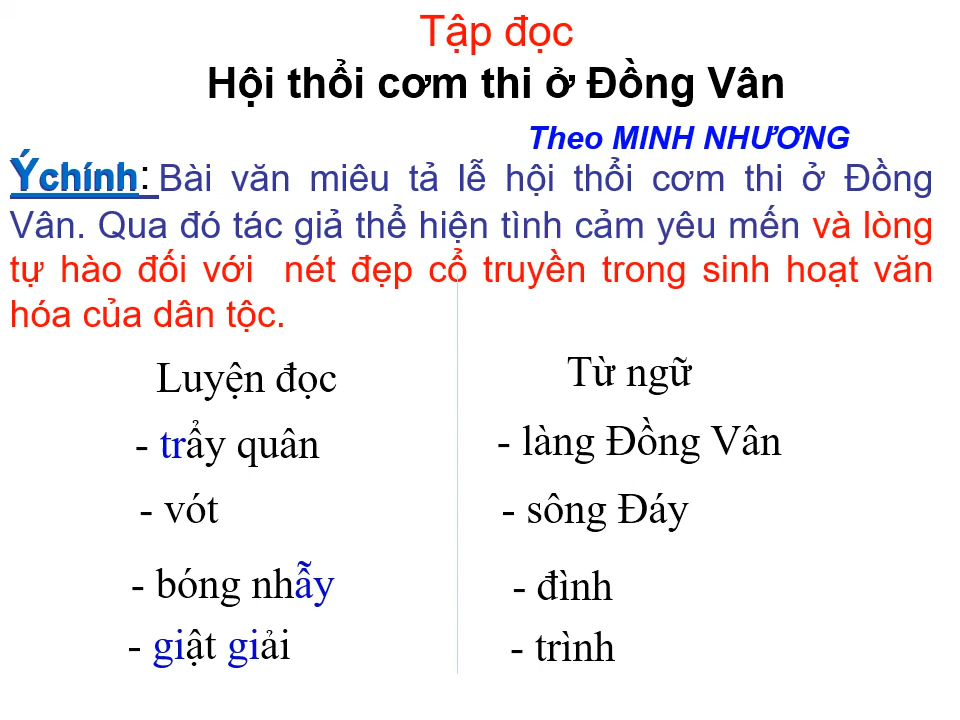 Tập đọc
Hội thổi cơm thi ở Đồng Vân
Theo MINH NHƯƠNG
Ý chính: Bài văn miêu tả lễ hội thổi cơm thi ở Đồng
Vân. Qua đó tác giả thể hiện tình cảm yêu mến và lòng
tự hào đối với nét đẹp cổ truyền trong sinh hoạt văn
hóa của dân tộc.
Luyện đọc
- trẩy quân
- vót
- bóng nhẫy
- giật giải
Từ ngữ
- làng Đồng Vân
- sông Đáy
- đình
- trình